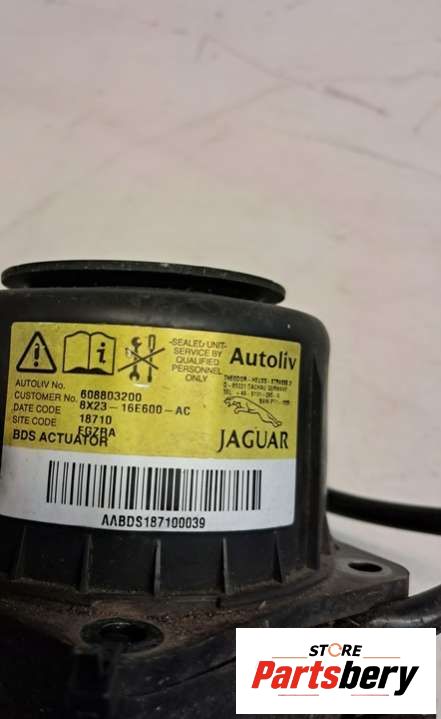 -SEALED UNIT-
SERVICE BY
QUALIFIED
PERSONNEL
ONLY
Autoliv
AUTOLIV No. 608803200
CUSTOMER No. 8X23-16E600-AC
DATE CODE 18710
SITE CODE EGZRA
BDS ACTUATOR
JAGUAR
AABDS187100039
STORE
Partsbery